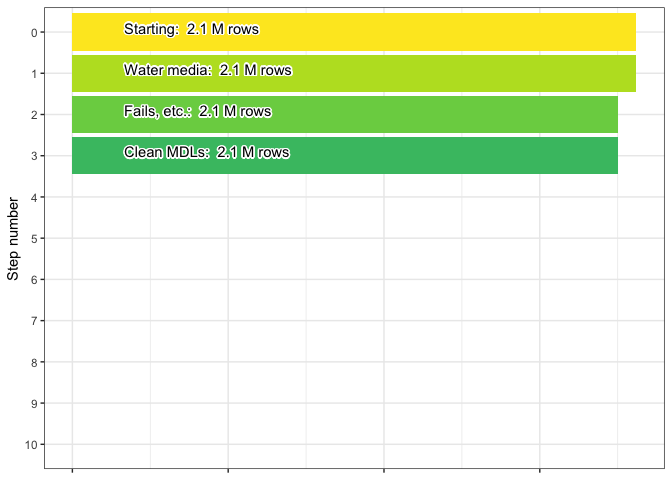 Starting:  2.1 M rows
Water media:  2.1 M rows
Fails, etc.:  2.1 M rows
Clean MDLs:  2.1 M rows
0
1
2
3
4
5
6
7
8
9
10
Step number